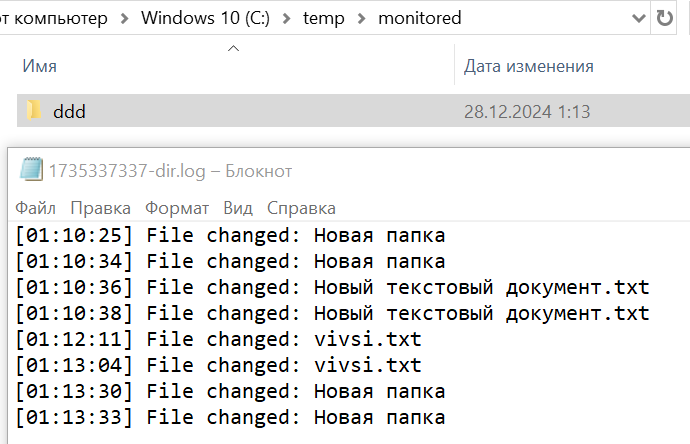 от компьютер > Windows 10 (C:) > temp > monitored
Имя Дата изменения
ddd 28.12.2024 1:13
1735337337-dir.log – Блокнот
Файл Правка Формат Вид Справка
[01:10:25] File changed: Новая папка
[01:10:34] File changed: Новая папка
[01:10:36] File changed: Новый текстовый документ.txt
[01:10:38] File changed: Новый текстовый документ.txt
[01:12:11] File changed: vivsi.txt
[01:13:04] File changed: vivsi.txt
[01:13:30] File changed: Новая папка
[01:13:33] File changed: Новая папка